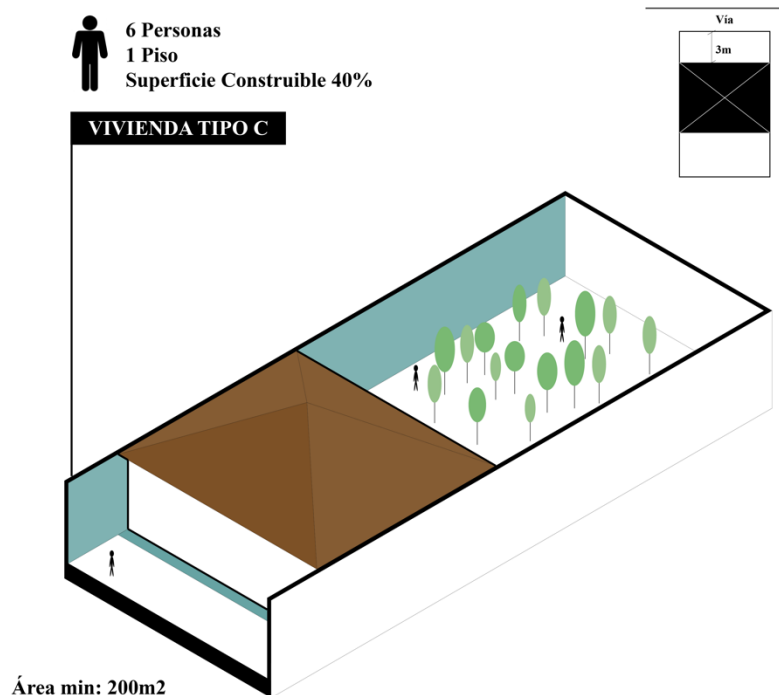 6 Personas
1 Piso
Superficie Construible 40%
VIVIENDA TIPO C
Vía
3m
Área min: 200m2